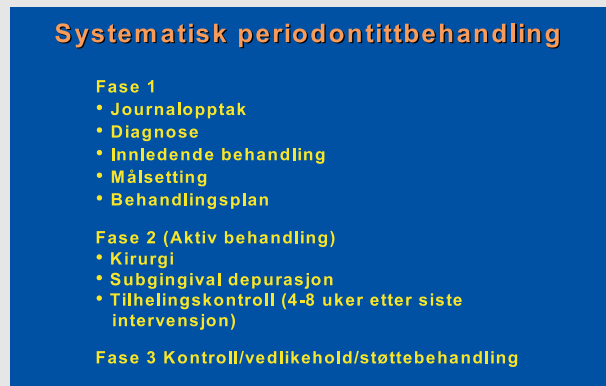 Systematisk periodontittbehandling
Fase 1
• Journalopptak
• Diagnose
• Innledende behandling
• Målsetting
• Behandlingsplan
Fase 2 (Aktiv behandling)
• Kirurgi
• Subgingival depurasjon
• Tilhelingskontroll (4-8 uker etter siste
intervensjon)
Fase 3 Kontroll/vedlikehold/støttebehandling